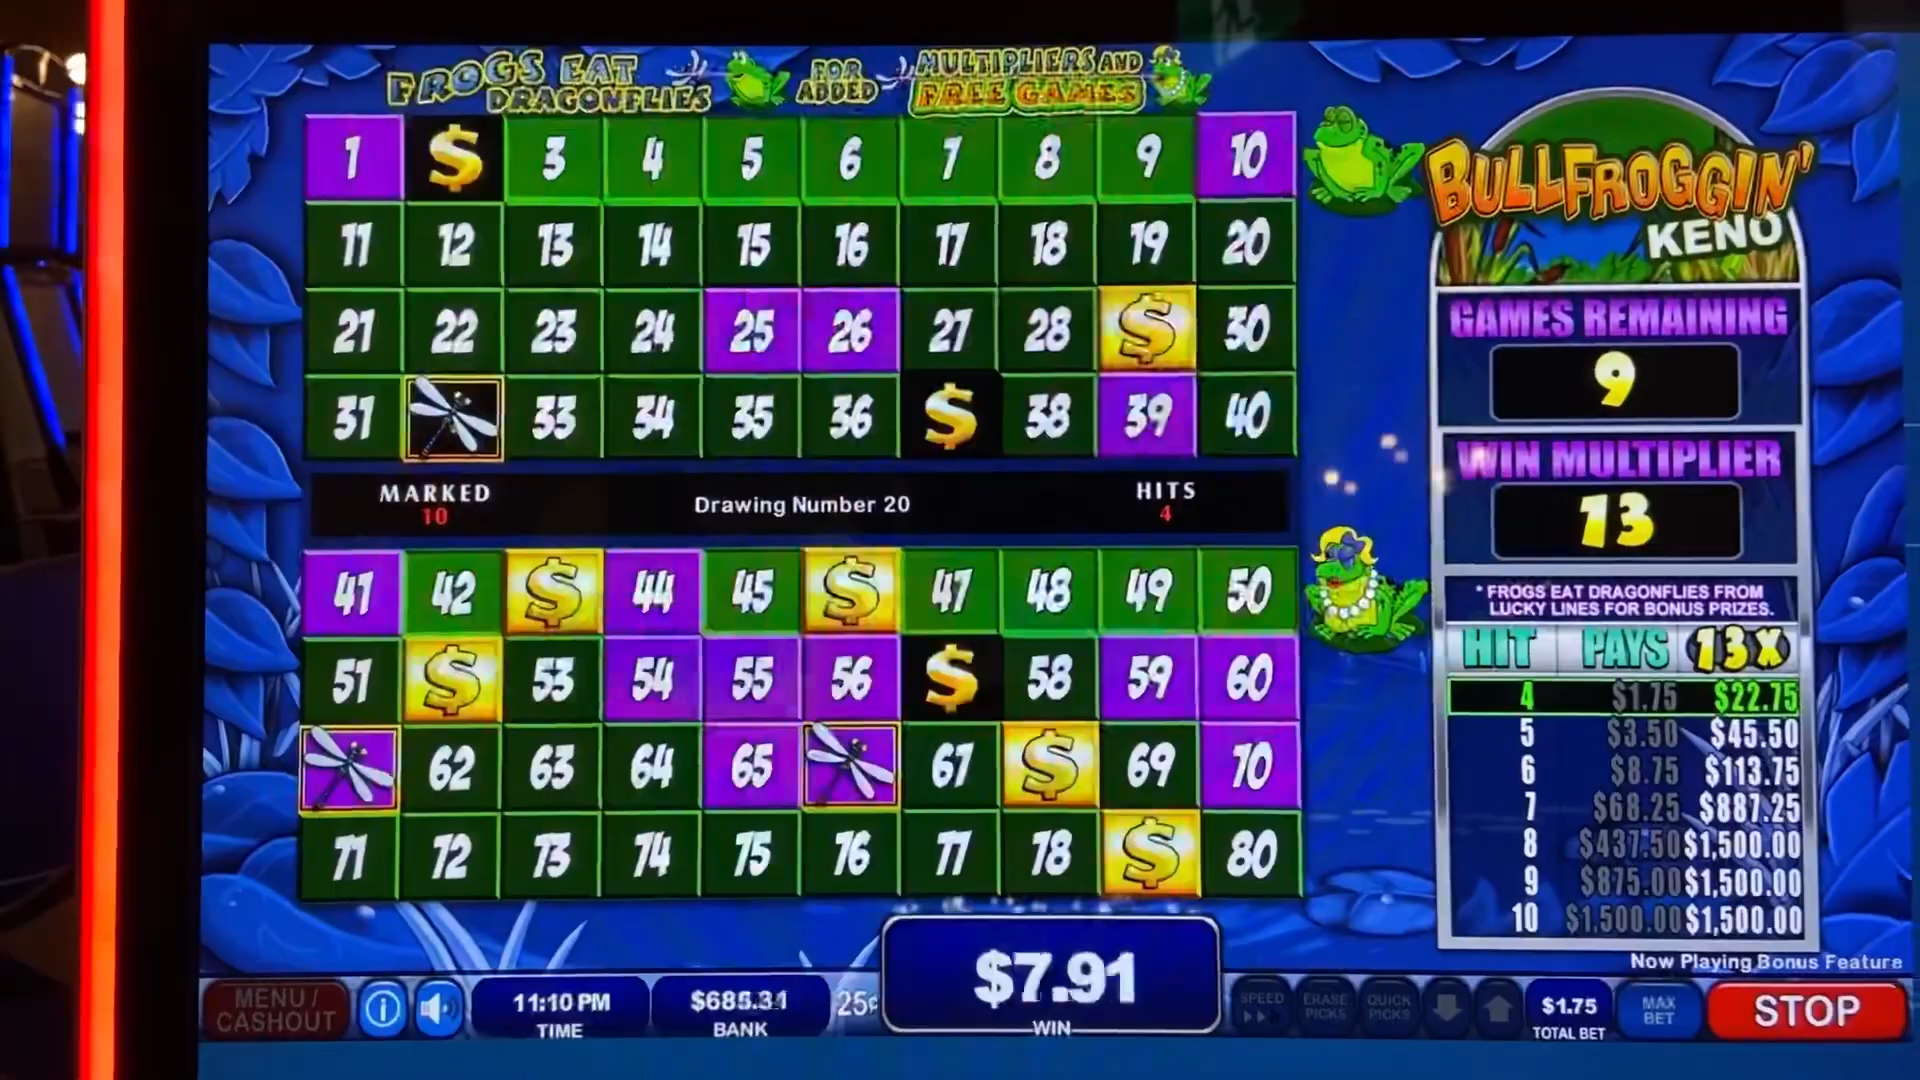 FROGS EAT DRAGONFLIES FOR ADDED MULTIPLIERS AND FREE GAMES
1 $ 3 4 5 6 7 8 9 10
11 12 13 14 15 16 17 18 19 20
21 22 23 24 25 26 27 28 $ 30
31 33 34 35 36 $ 38 39 40
MARKED
10
Drawing Number 20
HITS
4
41 42 $ 44 45 $ 47 48 49 50
51 $ 53 54 55 56 $ 58 59 60
62 63 64 65 67 $ 69 70
71 72 73 74 75 76 77 78 $ 80
BULLFROGGIN'
KENO
GAMES REMAINING
9
WIN MULTIPLIER
13
* FROGS EAT DRAGONFLIES FROM
LUCKY LINES FOR BONUS PRIZES.
HIT PAYS 13X
4 $1.75 $22.75
5 $3.50 $45.50
6 $8.75 $113.75
7 $68.25 $887.25
8 $437.50 $1,500.00
9 $875.00 $1,500.00
10 $1,500.00 $1,500.00
Now Playing Bonus Feature
MENU /
CASHOUT
i
11:10 PM
TIME
$685.31
BANK
25¢
$7.91
WIN
SPEED
ERASE
PICKS
QUICK
PICKS
$1.75
TOTAL BET
MAX
BET
STOP